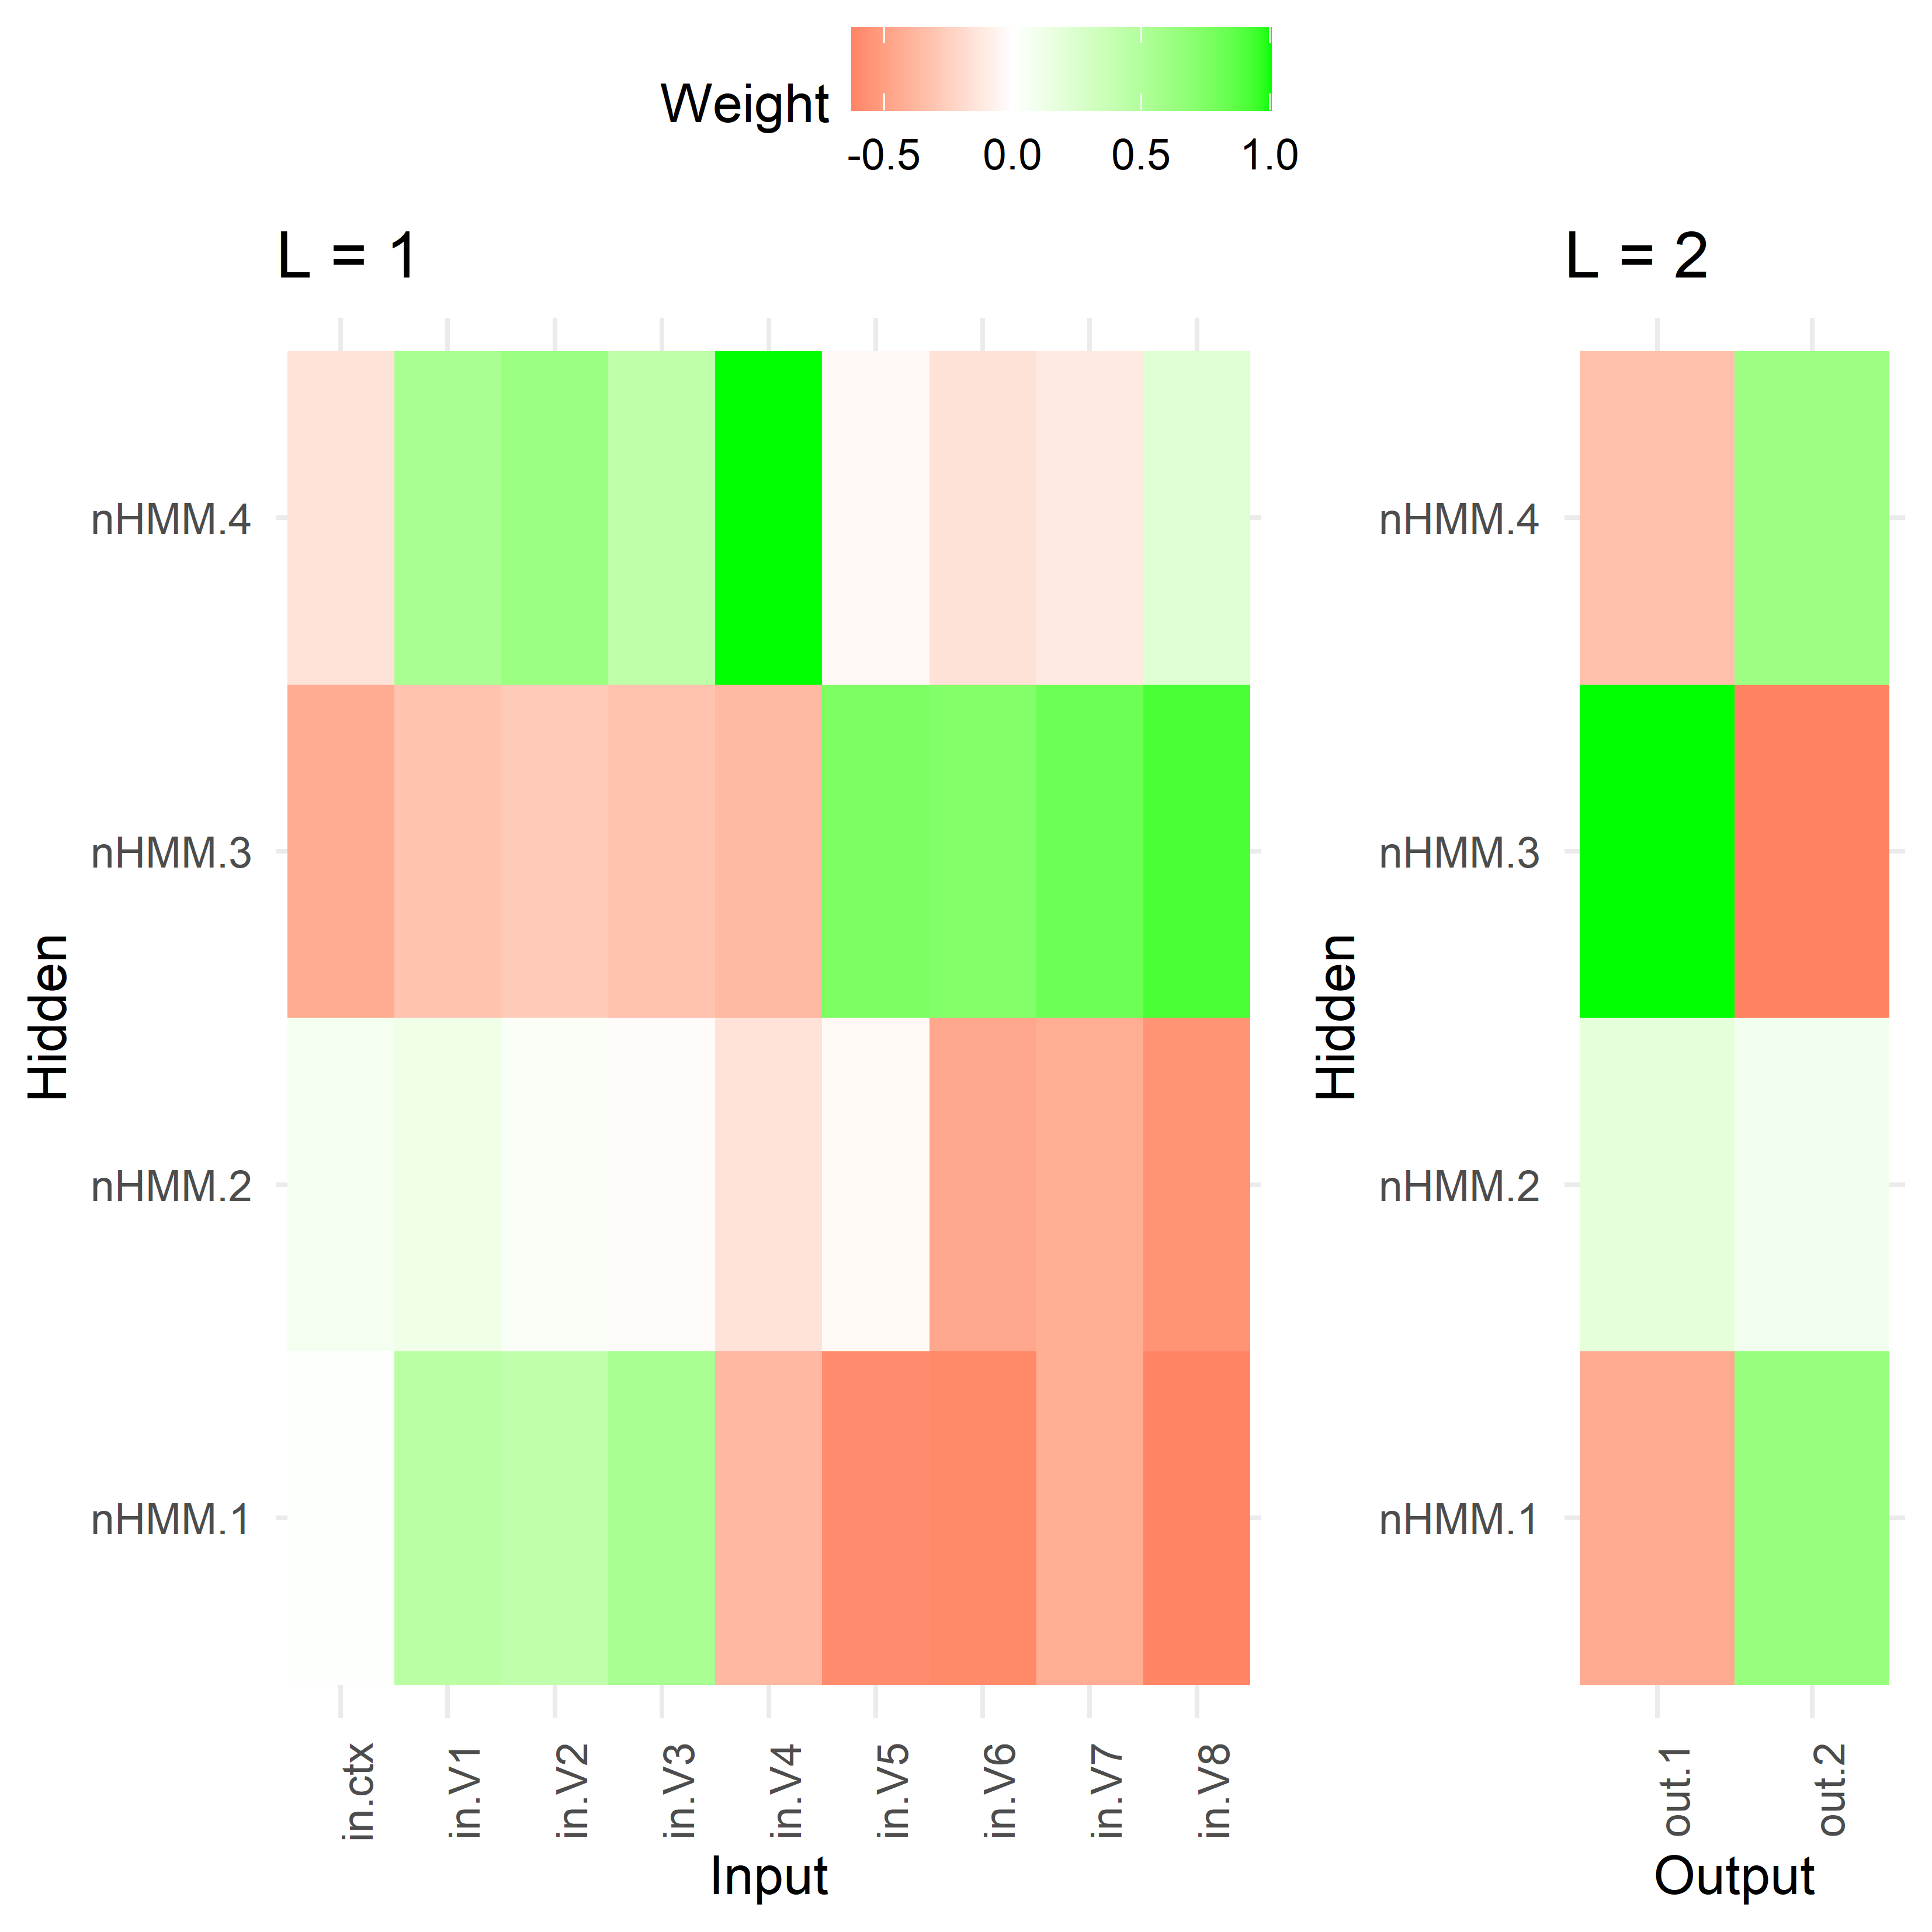 Weight
-0.5 0.0 0.5 1.0
L = 1
L = 2
Hidden
nHMM.4
nHMM.3
nHMM.2
nHMM.1
in.ctx in.V1 in.V2 in.V3 in.V4 in.V5 in.V6 in.V7 in.V8
Input
Hidden
nHMM.4
nHMM.3
nHMM.2
nHMM.1
out.1 out.2
Output